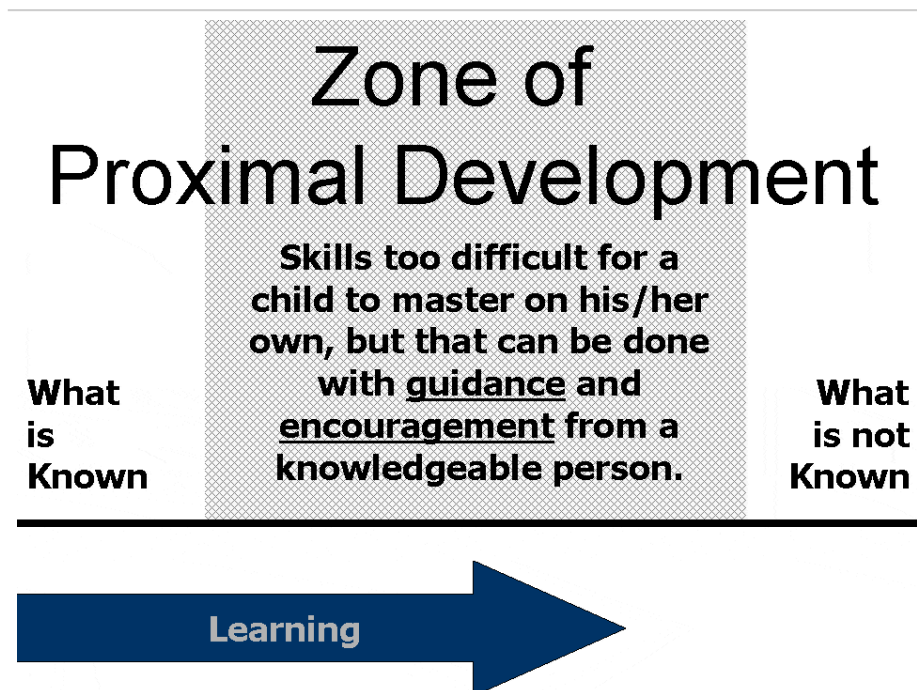 Zone of
Proximal Development
Skills too difficult for a
child to master on his/her
own, but that can be done
with guidance and
encouragement from a
knowledgeable person.
What
is
Known
What
is not
Known
Learning